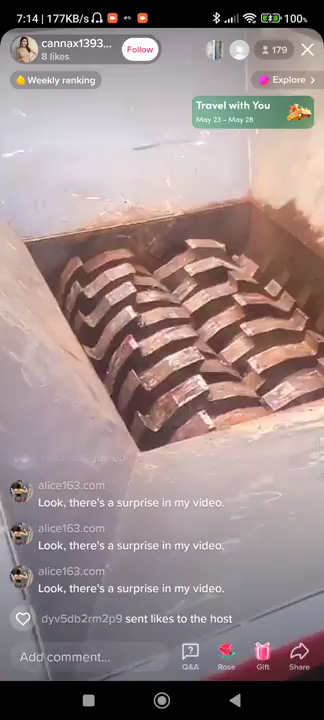 7:14 | 177KB/s
100%
cannax1393...
8 likes
Follow
179
Weekly ranking
Explore >
Travel with You
May 23 - May 28
alice163.com
Look, there's a surprise in my video.
alice163.com
Look, there's a surprise in my video.
alice163.com
Look, there's a surprise in my video.
dyv5db2rm2p9 sent likes to the host
Add comment...
Q&A
Rose
Gift
Share